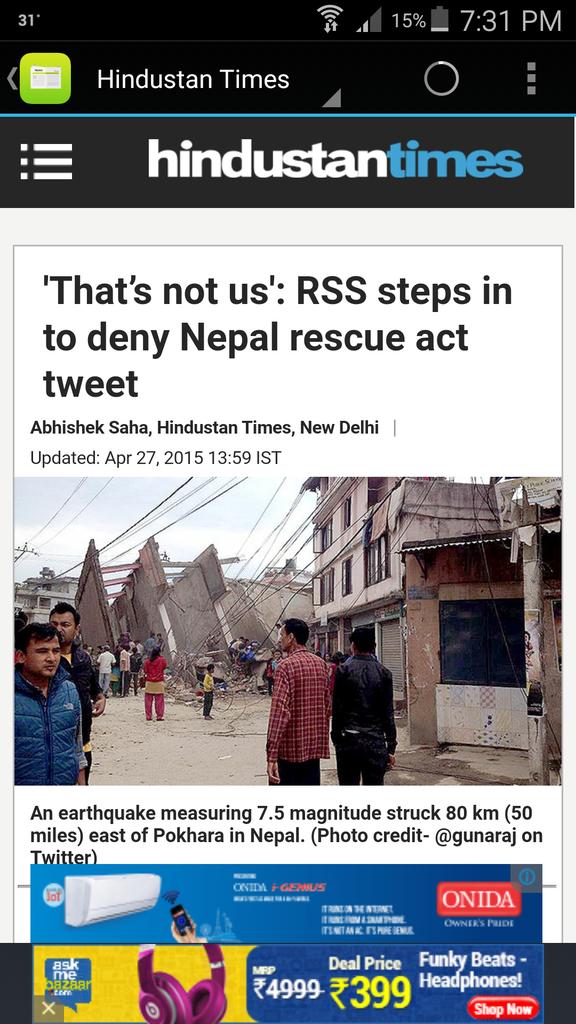 31°
15%
7:31 PM
Hindustan Times
hindustantimes
'That’s not us': RSS steps in
to deny Nepal rescue act
tweet
Abhishek Saha, Hindustan Times, New Delhi |
Updated: Apr 27, 2015 13:59 IST
An earthquake measuring 7.5 magnitude struck 80 km (50
miles) east of Pokhara in Nepal. (Photo credit- @gunaraj on
Twitter)
IoT
PRESENTING
ONIDA i-GENIUS
IT RUNS ON THE INTERNET.
IT RUNS FROM A SMARTPHONE.
IT'S NOT AN AC. IT'S PURE GENIUS.
ONIDA
OWNER'S PRIDE
ask
me
bazaar
.com
MRP
₹4999
Deal Price
₹399
Funky Beats -
Headphones!
Shop Now